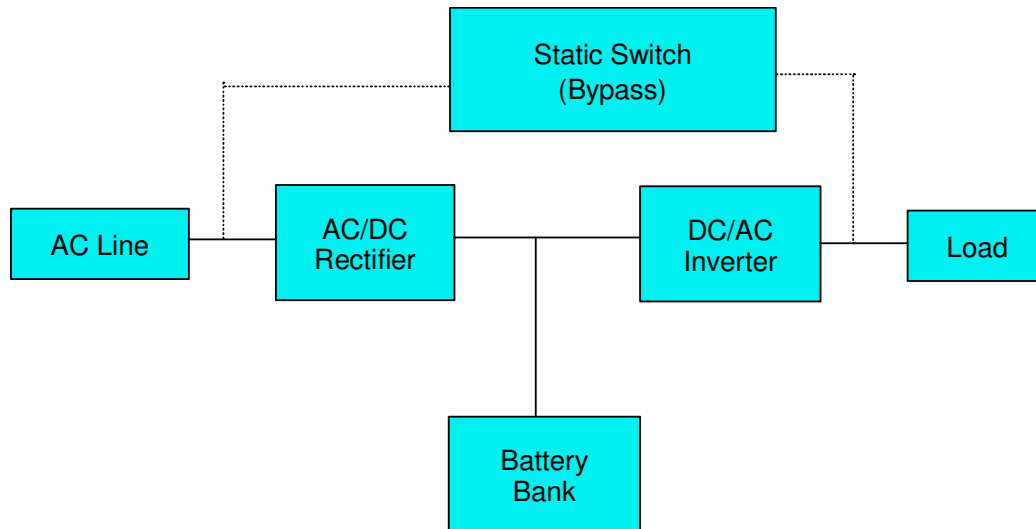 Static Switch
(Bypass)
AC Line
AC/DC
Rectifier
DC/AC
Inverter
Load
Battery
Bank